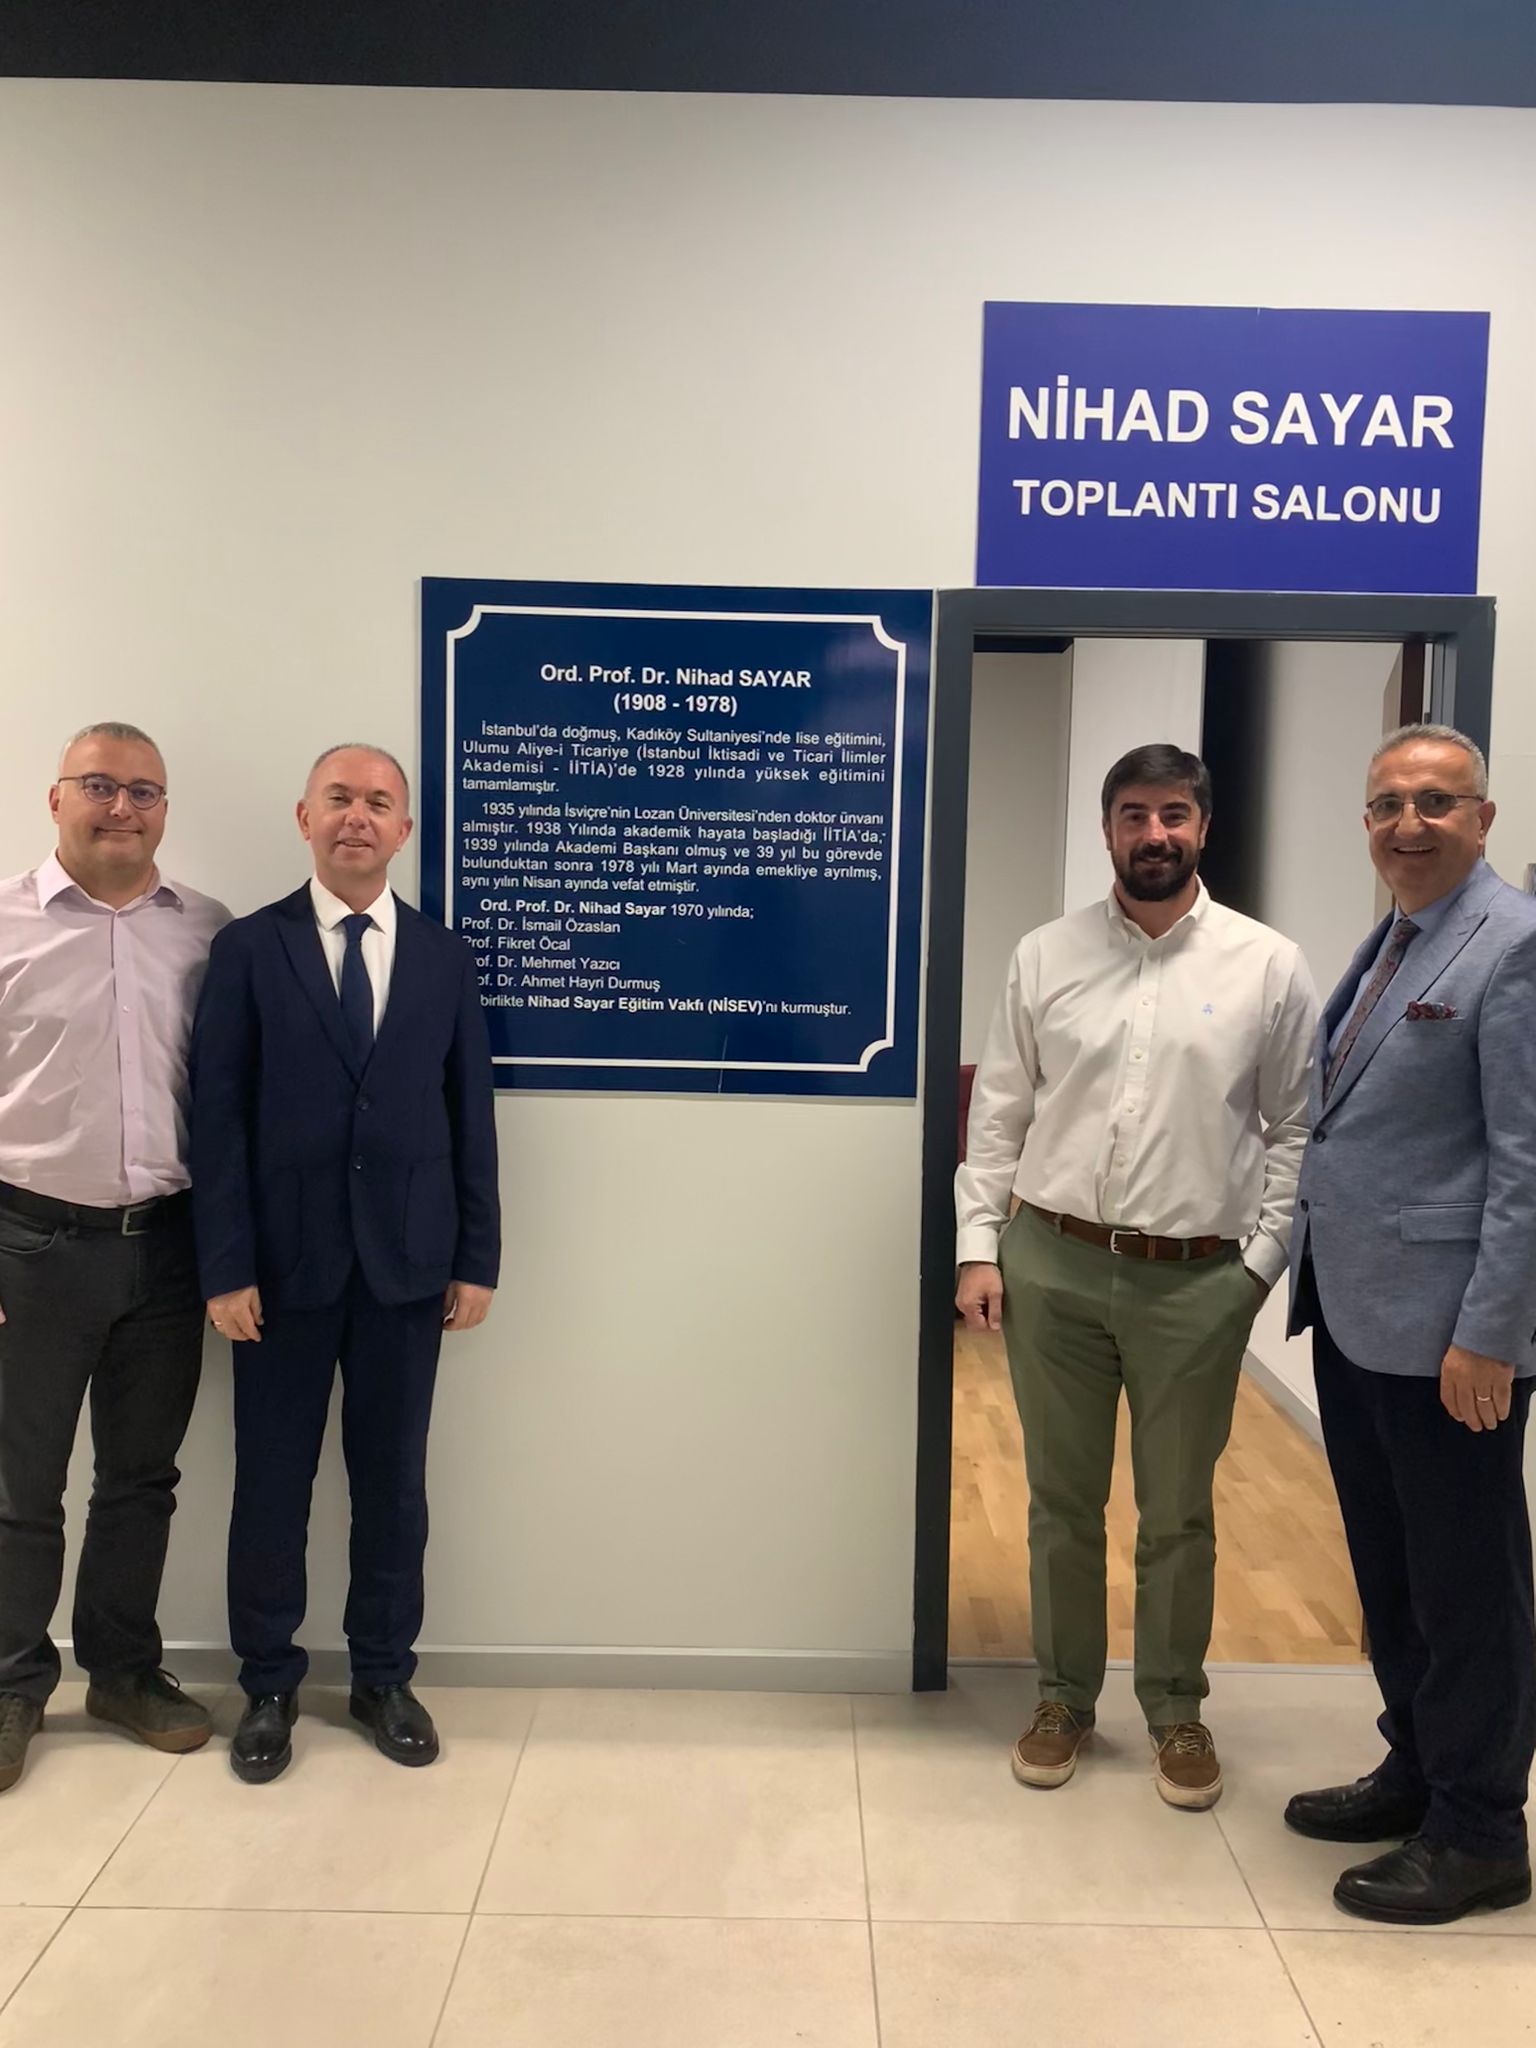 NİHAD SAYAR
TOPLANTI SALONU
Ord. Prof. Dr. Nihad SAYAR
(1908 - 1978)
İstanbul'da doğmuş, Kadıköy Sultaniyesi'nde lise eğitimini,
Ulumu Aliye-i Ticariye (İstanbul İktisadi ve Ticari İlimler
Akademisi - İİTİA)'de 1928 yılında yüksek eğitimini
tamamlamıştır.
1935 yılında İsviçre'nin Lozan Üniversitesi'nden doktor ünvanı
almıştır. 1938 Yılında akademik hayata başladığı İİTİA'da,
1939 yılında Akademi Başkanı olmuş ve 39 yıl bu görevde
bulunduktan sonra 1978 yılı Mart ayında emekliye ayrılmış,
aynı yılın Nisan ayında vefat etmiştir.
Ord. Prof. Dr. Nihad Sayar 1970 yılında;
Prof. Dr. İsmail Özaslan
Prof. Fikret Öcal
Prof. Dr. Mehmet Yazıcı
Prof. Dr. Ahmet Hayri Durmuş
birlikte Nihad Sayar Eğitim Vakfı (NİSEV)'nı kurmuştur.